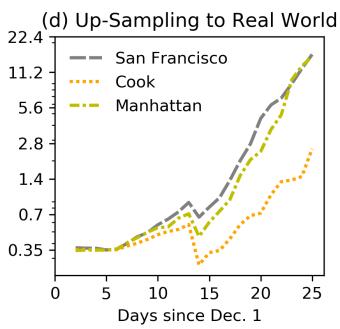 (d) Up-Sampling to Real World
22.4
11.2
5.6
2.8
1.4
0.7
0.35
San Francisco
Cook
Manhattan
0 5 10 15 20 25
Days since Dec. 1